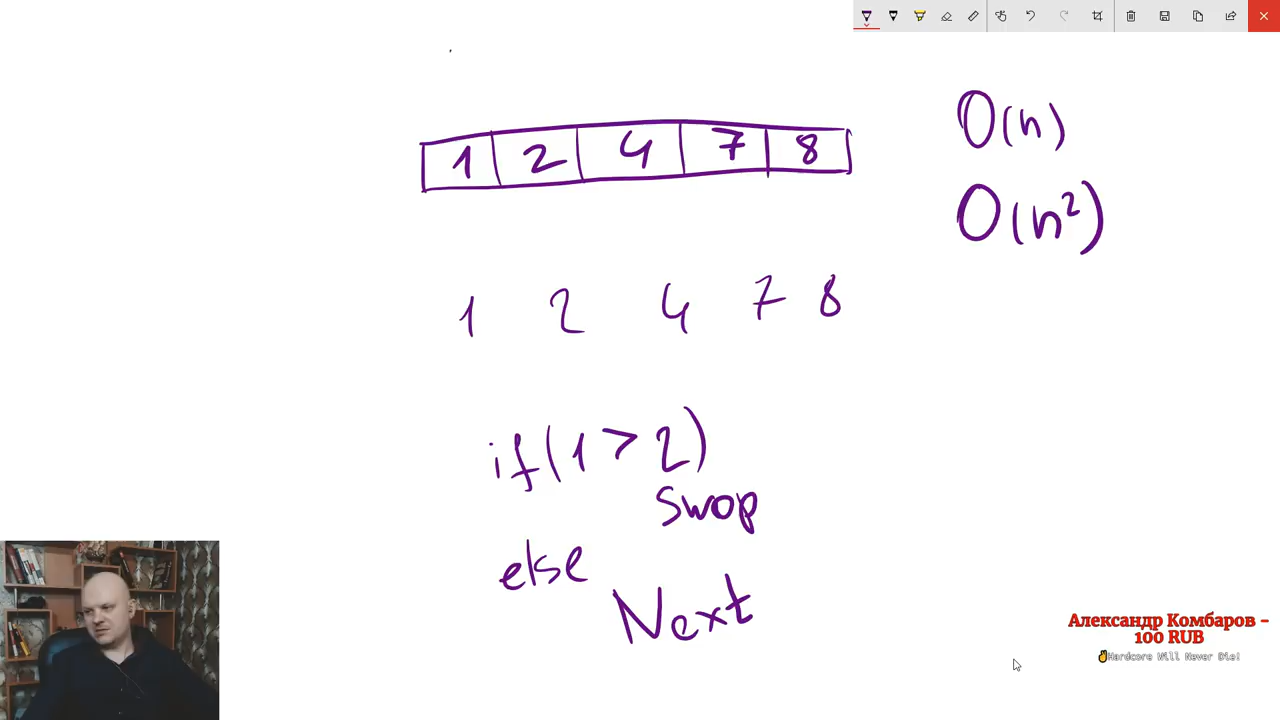 1 2 4 7 8
O(n)
O(n²)
1 2 4 7 8
if(1 > 2)
Swop
else
Next
Александр Комбаров -
100 RUB
✌Hardcore Will Never Die!